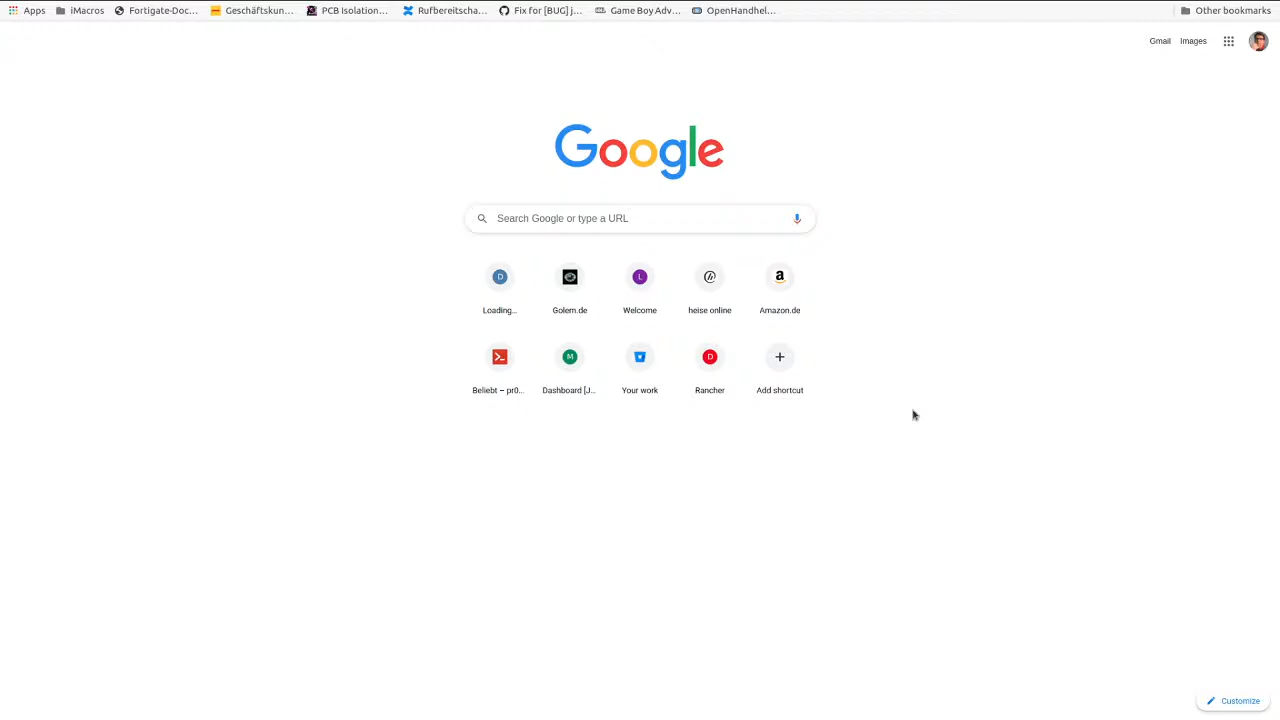 Apps iMacros Fortigate-Doc... Geschäftskun... PCB Isolation... Rufbereitscha... Fix for [BUG] j... Game Boy Adv... OpenHandhel... Other bookmarks
Gmail Images
Google
Search Google or type a URL
D L
Loading... Golem.de Welcome heise online Amazon.de
M D
Beliebt – pr0... Dashboard [J... Your work Rancher Add shortcut
Customize